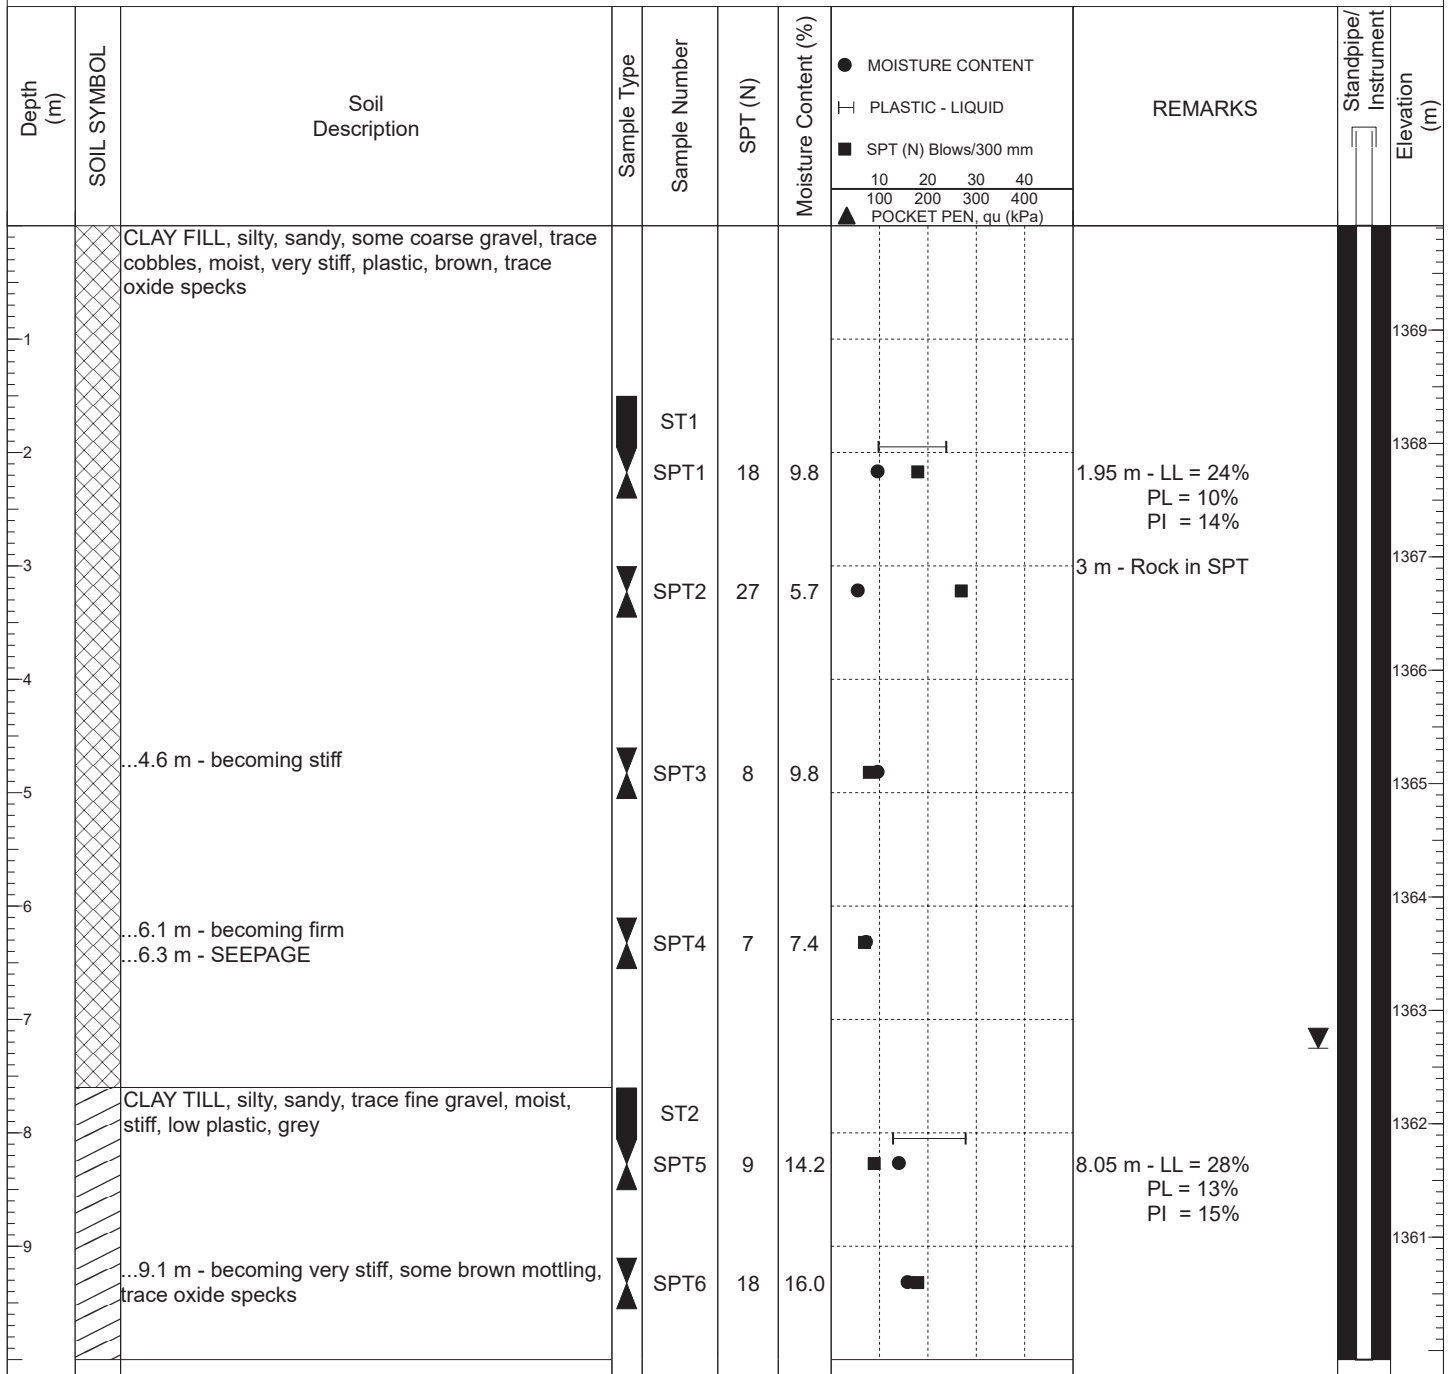 Depth
(m)
SOIL SYMBOL
Soil
Description
Sample Type
Sample Number
SPT (N)
Moisture Content (%)
MOISTURE CONTENT
PLASTIC - LIQUID
SPT (N) Blows/300 mm
10 20 30 40
100 200 300 400
POCKET PEN, qu (kPa)
REMARKS
Standpipe/
Instrument
Elevation
(m)
CLAY FILL, silty, sandy, some coarse gravel, trace
cobbles, moist, very stiff, plastic, brown, trace
oxide specks
1
1369
ST1
2
1368
SPT1 18 9.8
1.95 m - LL = 24%
PL = 10%
PI = 14%
3
3 m - Rock in SPT
1367
SPT2 27 5.7
4
1366
...4.6 m - becoming stiff
SPT3 8 9.8
5
1365
6
1364
...6.1 m - becoming firm
...6.3 m - SEEPAGE
SPT4 7 7.4
7
1363
CLAY TILL, silty, sandy, trace fine gravel, moist,
stiff, low plastic, grey
ST2
8
1362
SPT5 9 14.2
8.05 m - LL = 28%
PL = 13%
PI = 15%
9
1361
...9.1 m - becoming very stiff, some brown mottling,
trace oxide specks
SPT6 18 16.0